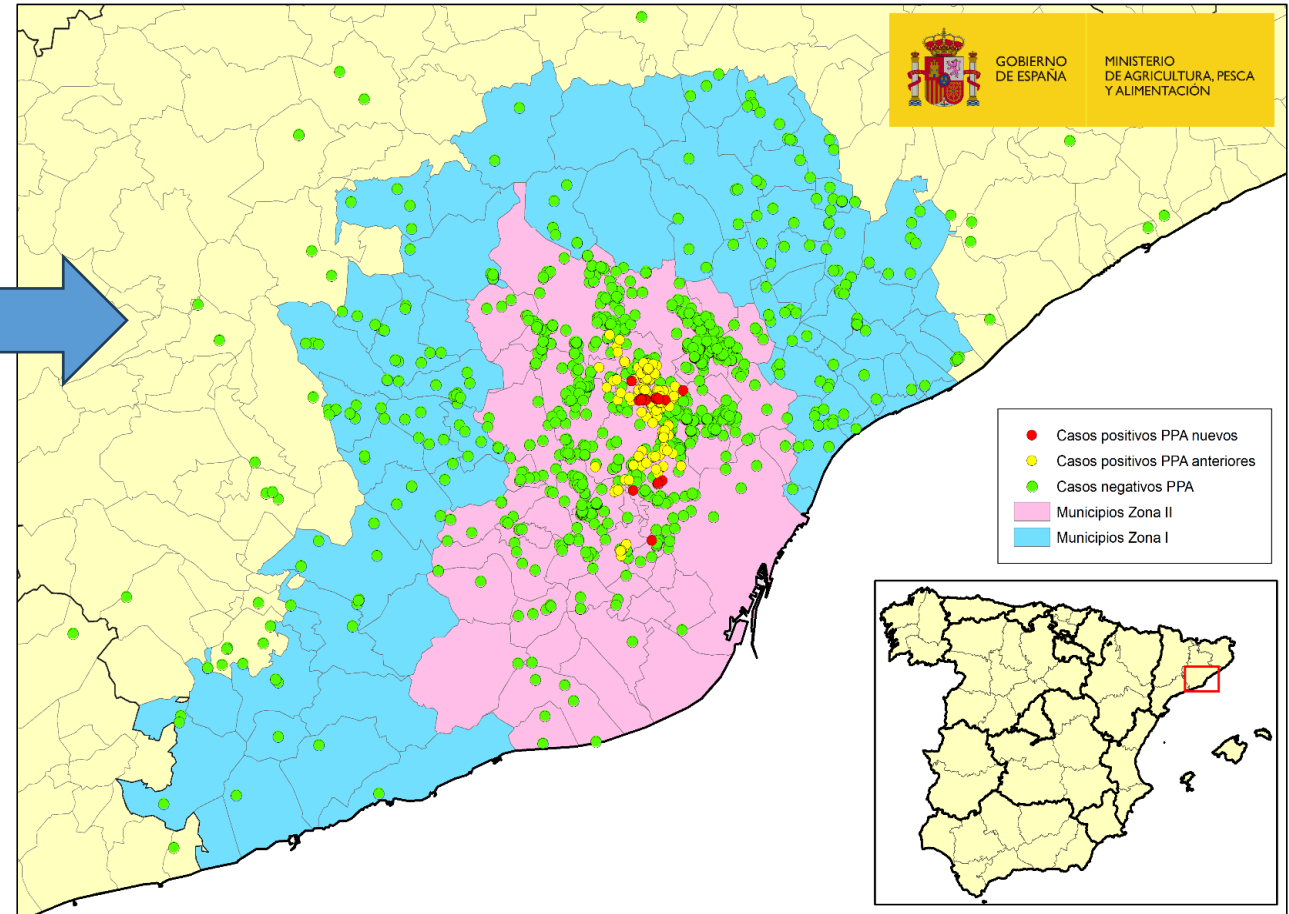 GOBIERNO
DE ESPAÑA
MINISTERIO
DE AGRICULTURA, PESCA
Y ALIMENTACIÓN
Casos positivos PPA nuevos
Casos positivos PPA anteriores
Casos negativos PPA
Municipios Zona II
Municipios Zona I